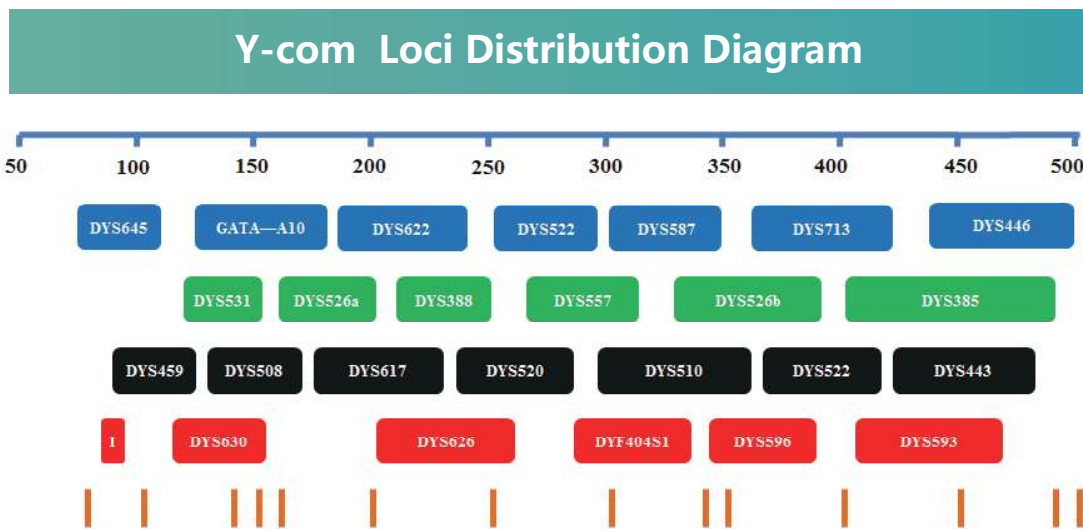 Y-com Loci Distribution Diagram
50 100 150 200 250 300 350 400 450 500
DYS645 GATA—A10 DYS622 DYS522 DYS587 DYS713 DYS446
DYS531 DYS526a DYS388 DYS557 DYS526b DYS385
DYS459 DYS508 DYS617 DYS520 DYS510 DYS522 DYS443
I DYS630 DYS626 DYF404S1 DYS596 DYS593